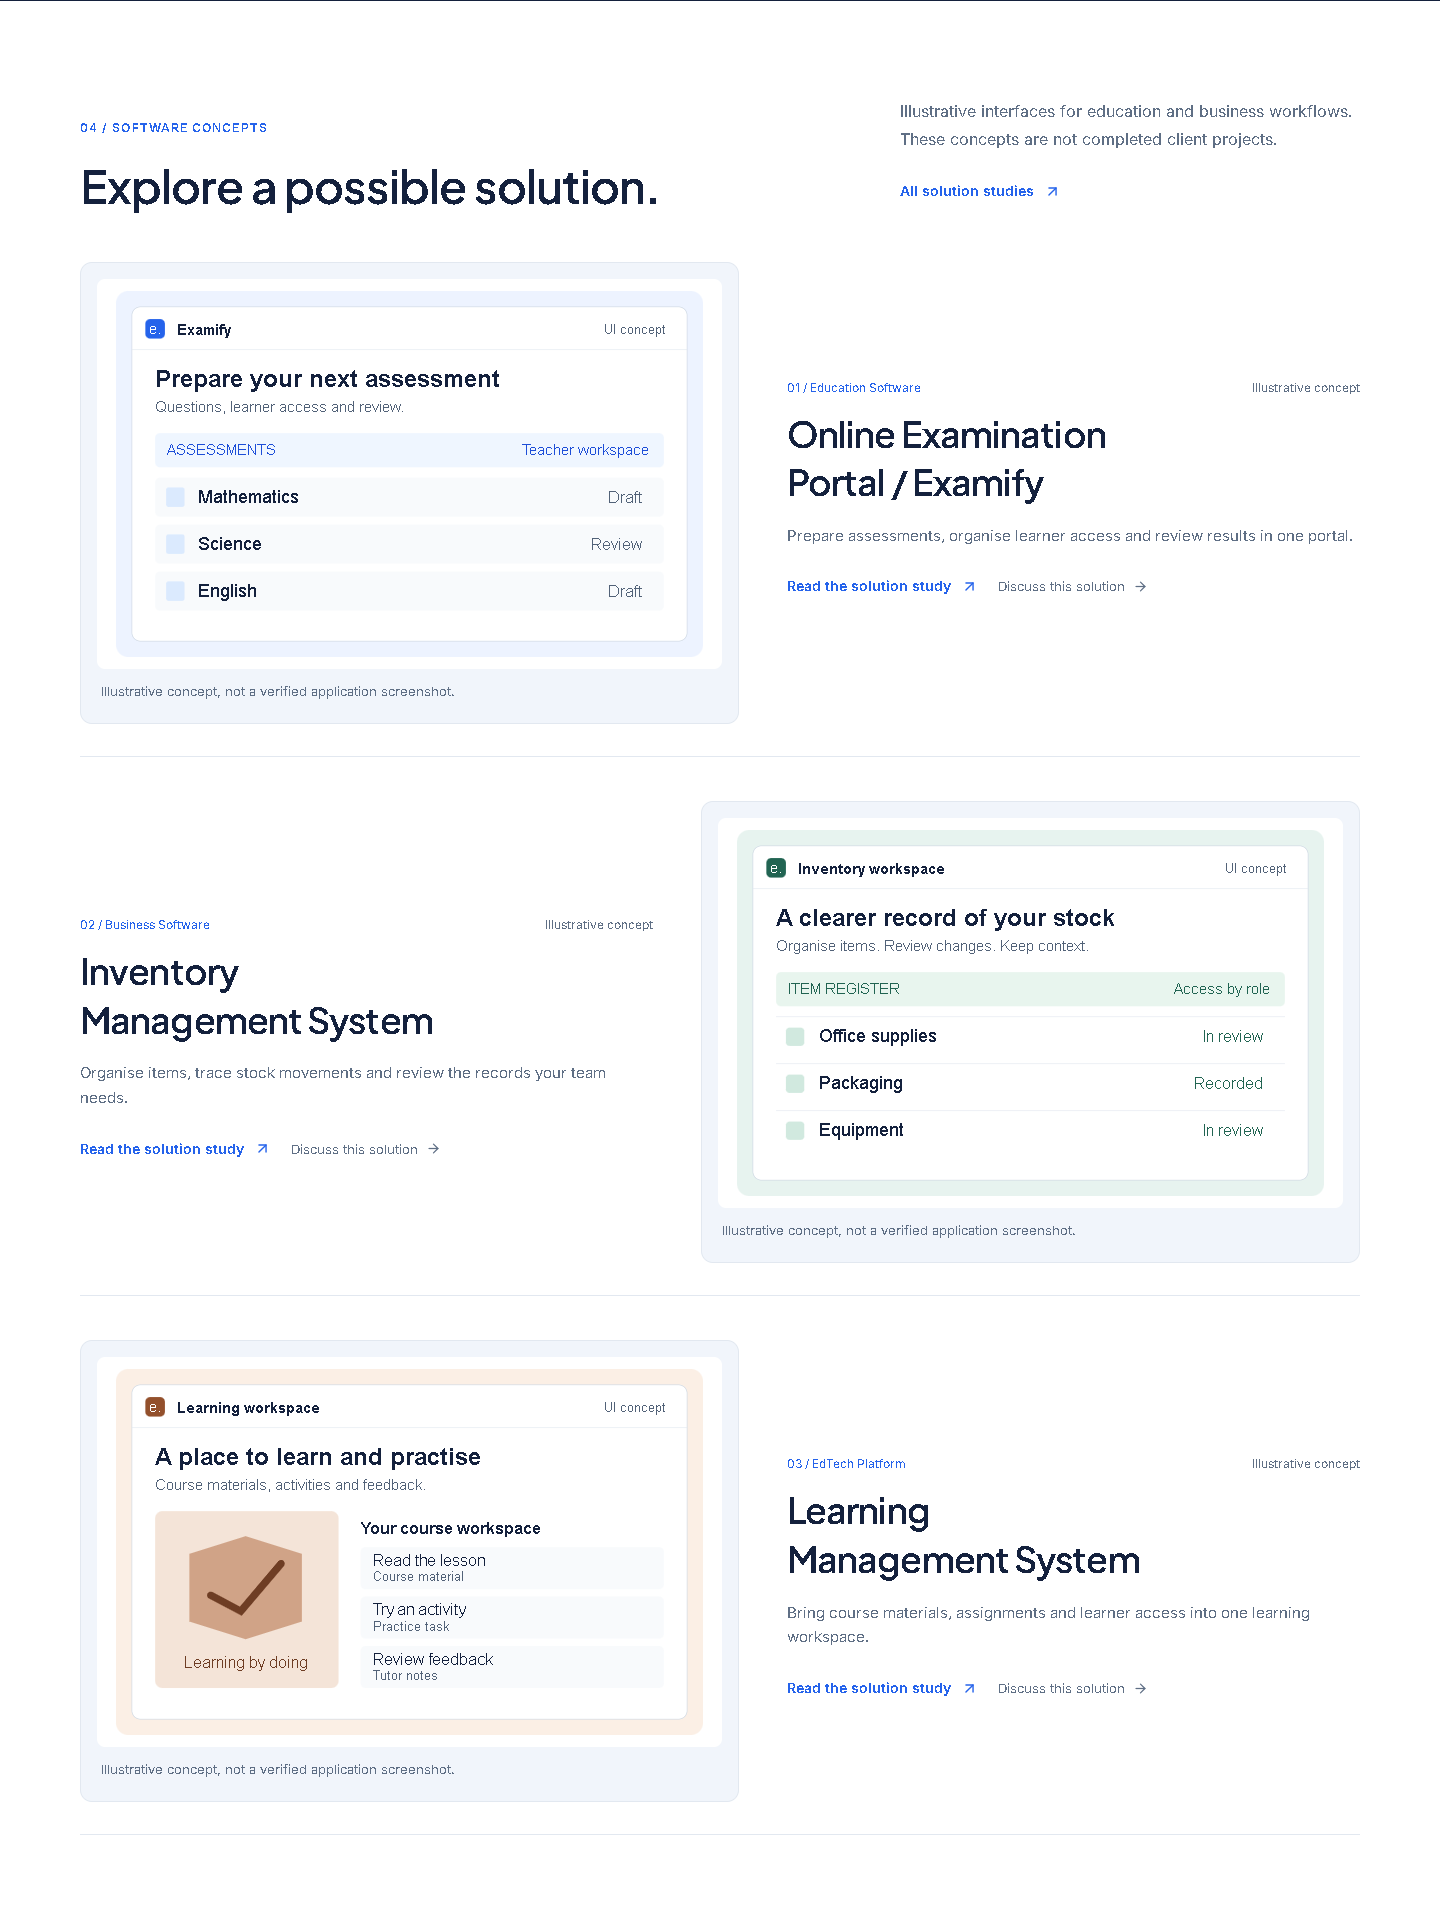 04 / SOFTWARE CONCEPTS
Explore a possible solution.
Illustrative interfaces for education and business workflows.
These concepts are not completed client projects.
All solution studies
e. Examify UI concept
Prepare your next assessment
Questions, learner access and review.
ASSESSMENTS Teacher workspace
Mathematics Draft
Science Review
English Draft
Illustrative concept, not a verified application screenshot.
01 / Education Software Illustrative concept
Online Examination
Portal / Examify
Prepare assessments, organise learner access and review results in one portal.
Read the solution study Discuss this solution
02 / Business Software Illustrative concept
Inventory
Management System
Organise items, trace stock movements and review the records your team
needs.
Read the solution study Discuss this solution
e. Inventory workspace UI concept
A clearer record of your stock
Organise items. Review changes. Keep context.
ITEM REGISTER Access by role
Office supplies In review
Packaging Recorded
Equipment In review
Illustrative concept, not a verified application screenshot.
e. Learning workspace UI concept
A place to learn and practise
Course materials, activities and feedback.
Learning by doing
Your course workspace
Read the lesson
Course material
Try an activity
Practice task
Review feedback
Tutor notes
Illustrative concept, not a verified application screenshot.
03 / EdTech Platform Illustrative concept
Learning
Management System
Bring course materials, assignments and learner access into one learning
workspace.
Read the solution study Discuss this solution